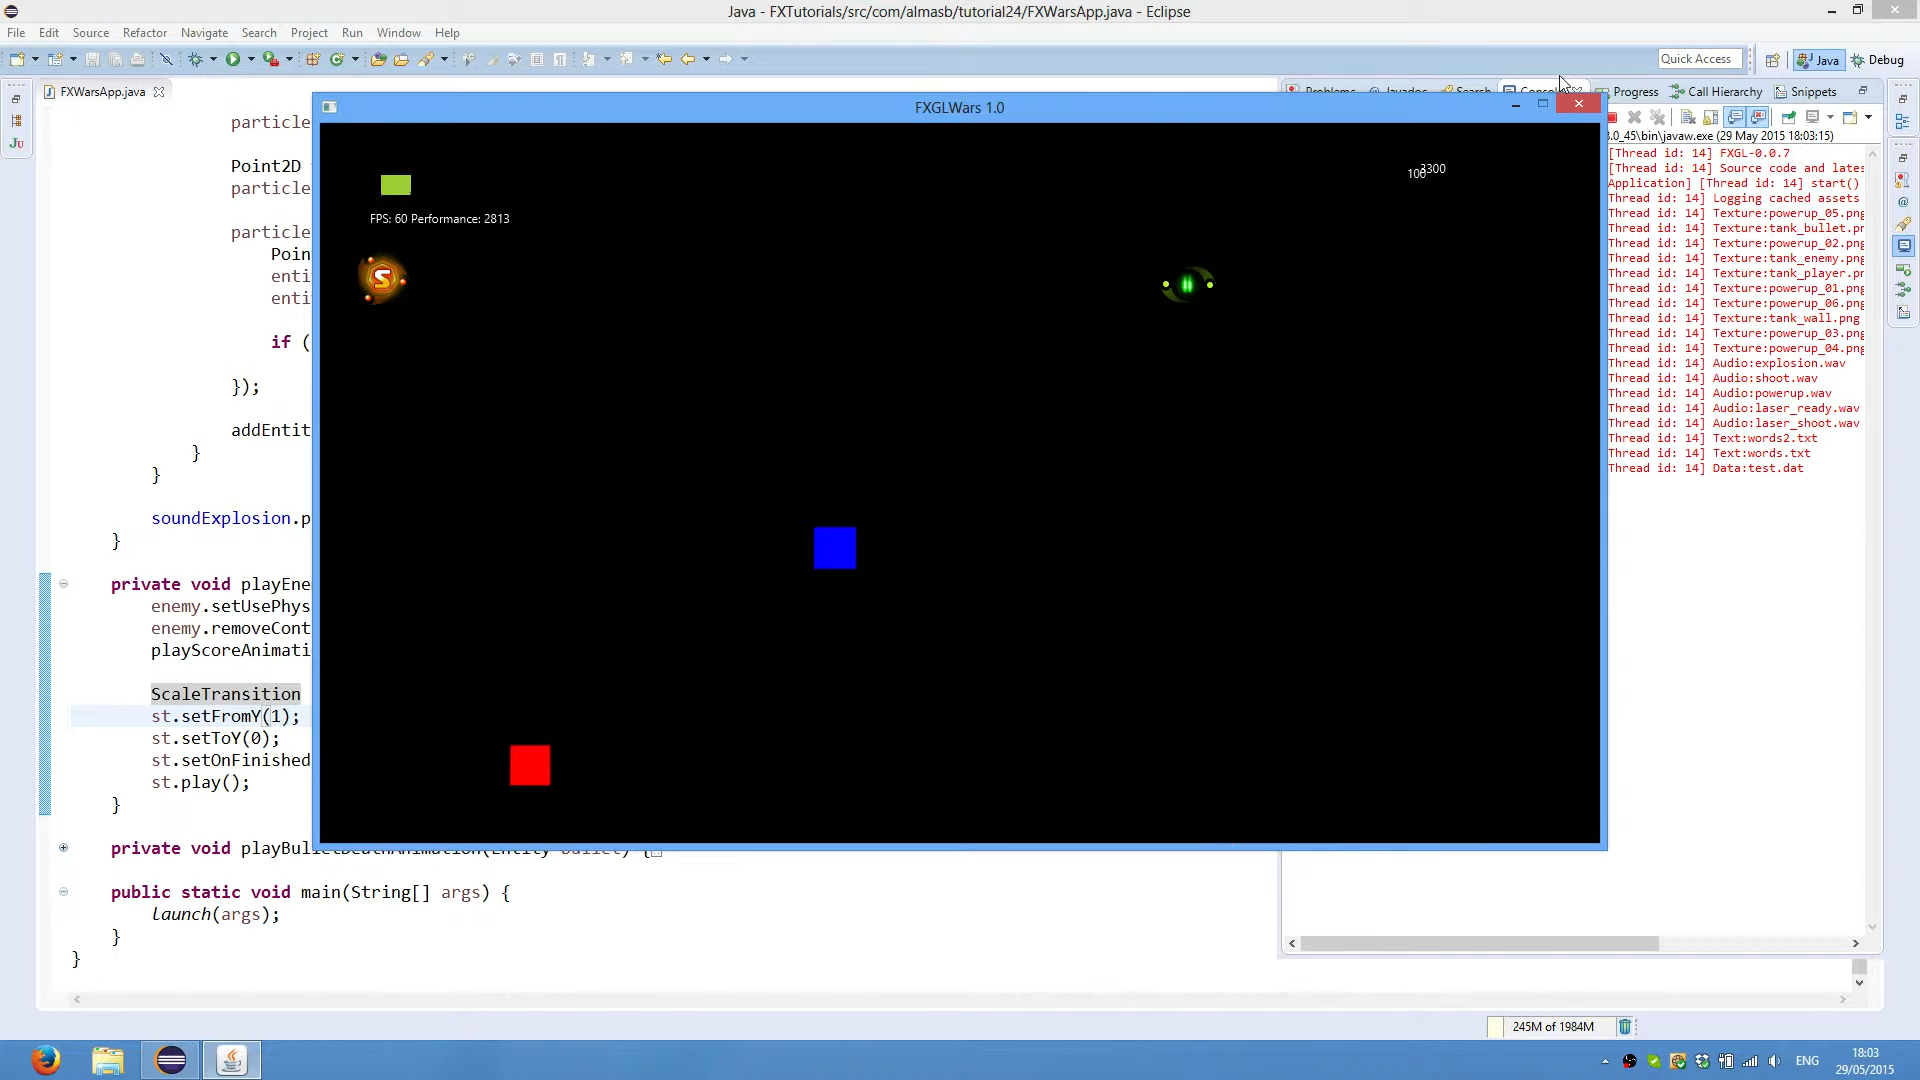 Java - FXTutorials/src/com/almasb/tutorial24/FXWarsApp.java - Eclipse
File Edit Source Refactor Navigate Search Project Run Window Help
Quick Access Java Debug
FXWarsApp.java
Problems Javadoc Search Console Progress Call Hierarchy Snippets
FXGLWars 1.0
3.0_45\bin\javaw.exe (29 May 2015 18:03:15)
[Thread id: 14] FXGL-0.0.7
[Thread id: 14] Source code and lates
Application] [Thread id: 14] start()
Thread id: 14] Logging cached assets
Thread id: 14] Texture:powerup_05.png
Thread id: 14] Texture:tank_bullet.pn
Thread id: 14] Texture:powerup_02.png
Thread id: 14] Texture:tank_enemy.png
Thread id: 14] Texture:tank_player.pn
Thread id: 14] Texture:powerup_01.png
Thread id: 14] Texture:powerup_06.png
Thread id: 14] Texture:tank_wall.png
Thread id: 14] Texture:powerup_03.png
Thread id: 14] Texture:powerup_04.png
Thread id: 14] Audio:explosion.wav
Thread id: 14] Audio:shoot.wav
Thread id: 14] Audio:powerup.wav
Thread id: 14] Audio:laser_ready.wav
Thread id: 14] Audio:laser_shoot.wav
Thread id: 14] Text:words2.txt
Thread id: 14] Text:words.txt
Thread id: 14] Data:test.dat
100 3300
FPS: 60 Performance: 2813
S
particle
Point2D
particle
particle
Poin
enti
enti
if (
});
addEntit
}
}
soundExplosion.p
}
private void playEne
enemy.setUsePhys
enemy.removeCont
playScoreAnimati
ScaleTransition
st.setFromY(1);
st.setToY(0);
st.setOnFinished
st.play();
}
private void playBulletDeathAnimation(Entity bullet) {
public static void main(String[] args) {
launch(args);
}
}
245M of 1984M
ENG
18:03
29/05/2015